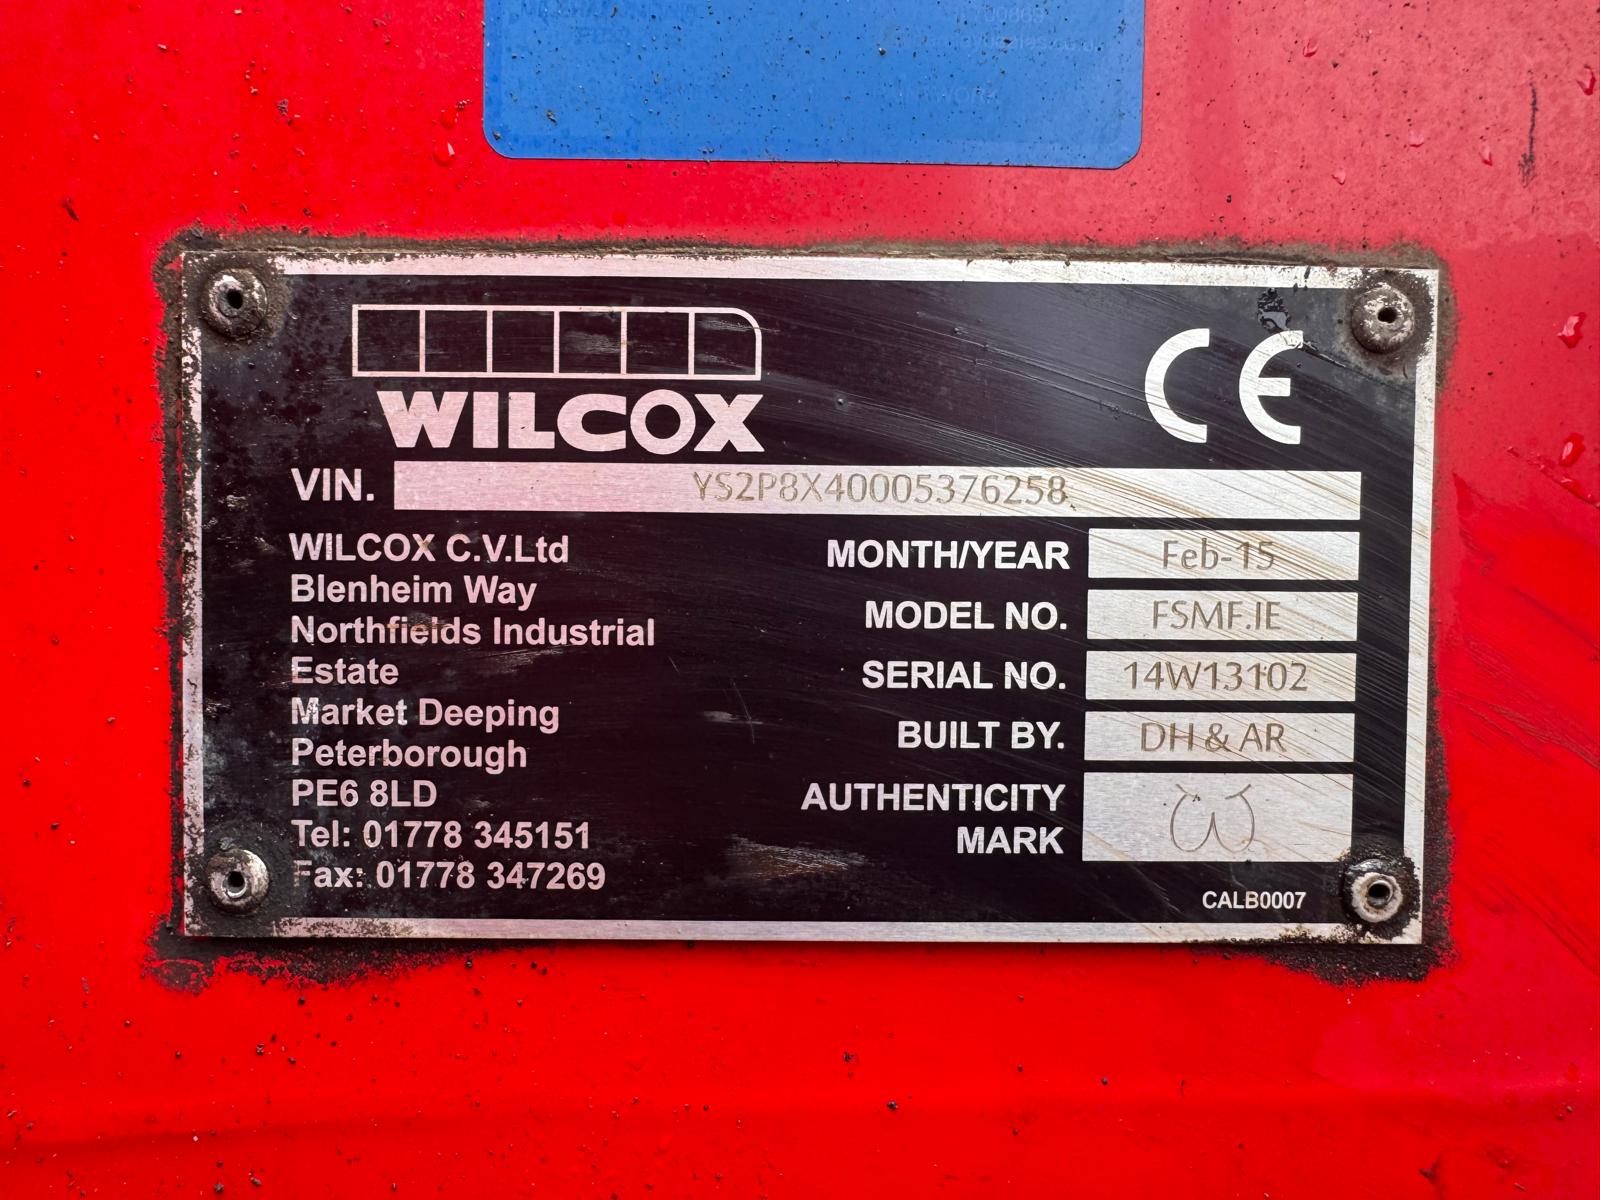 WILCOX
CE
VIN. YS2P8X40005376258
WILCOX C.V.Ltd
Blenheim Way
Northfields Industrial
Estate
Market Deeping
Peterborough
PE6 8LD
Tel: 01778 345151
Fax: 01778 347269
MONTH/YEAR Feb-15
MODEL NO. FSMF.IE
SERIAL NO. 14W13102
BUILT BY. DH & AR
AUTHENTICITY
MARK
CALB0007